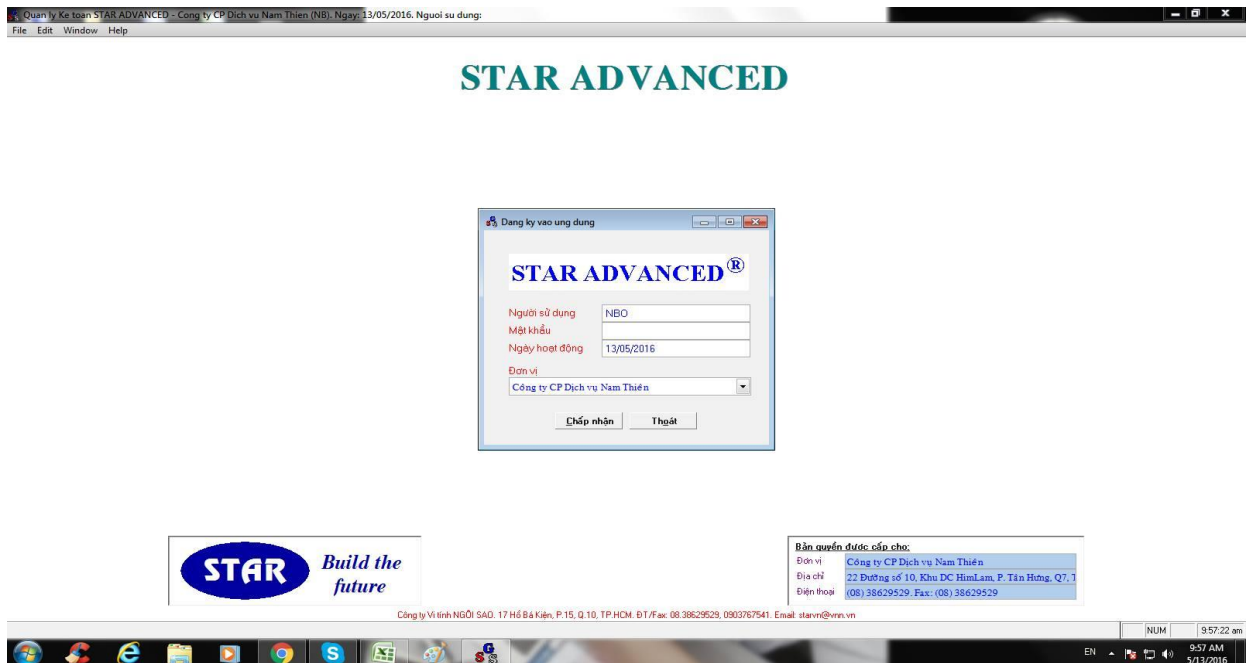 Quan ly Ke toan STAR ADVANCED - Cong ty CP Dich vu Nam Thien (NB). Ngay: 13/05/2016. Nguoi su dung:
File Edit Window Help
STAR ADVANCED
Dang ky vao ung dung
STAR ADVANCED®
Người sử dụng NBO
Mật khẩu
Ngày hoạt động 13/05/2016
Đơn vị
Công ty CP Dịch vụ Nam Thiên
Chấp nhận Thoát
STAR Build the
future
Bản quyền được cấp cho:
Đơn vị Công ty CP Dịch vụ Nam Thiên
Địa chỉ 22 Đường số 10, Khu DC HimLam, P. Tân Hưng, Q7, T
Điện thoại (08) 38629529. Fax: (08) 38629529
Công ty Vi tính NGÔI SAO. 17 Hồ Bá Kiện, P.15, Q.10, TP.HCM. ĐT/Fax: 08.38629529, 0903767541. Email: starvn@vnn.vn
NUM 9:57:22 am
EN 9:57 AM
5/13/2016